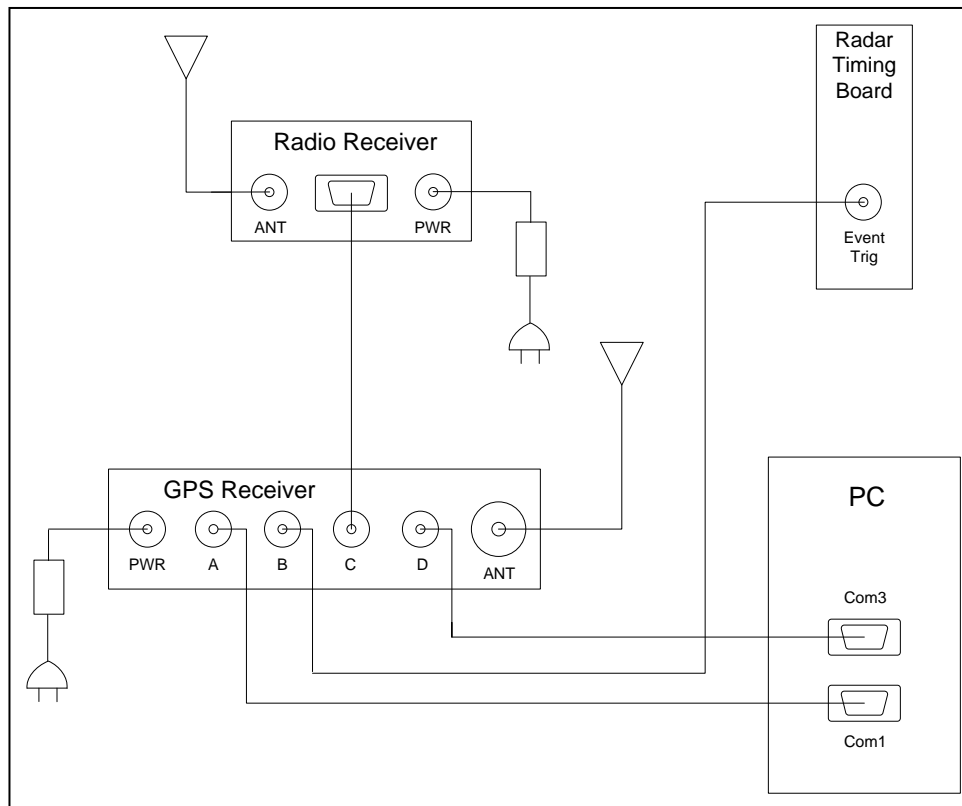 Radar
Timing
Board
Radio Receiver
ANT
PWR
Event
Trig
GPS Receiver
PWR
A
B
C
D
ANT
PC
Com3
Com1